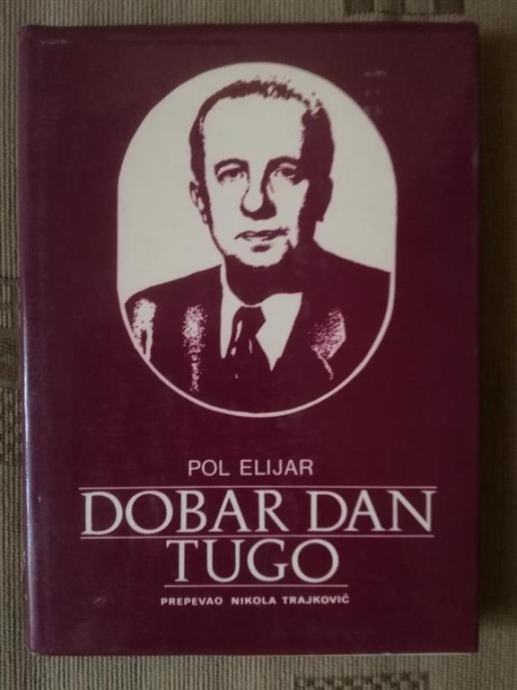 POL ELIJAR
DOBAR DAN
TUGO
PREPEVAO NIKOLA TRAJKOVIĆ